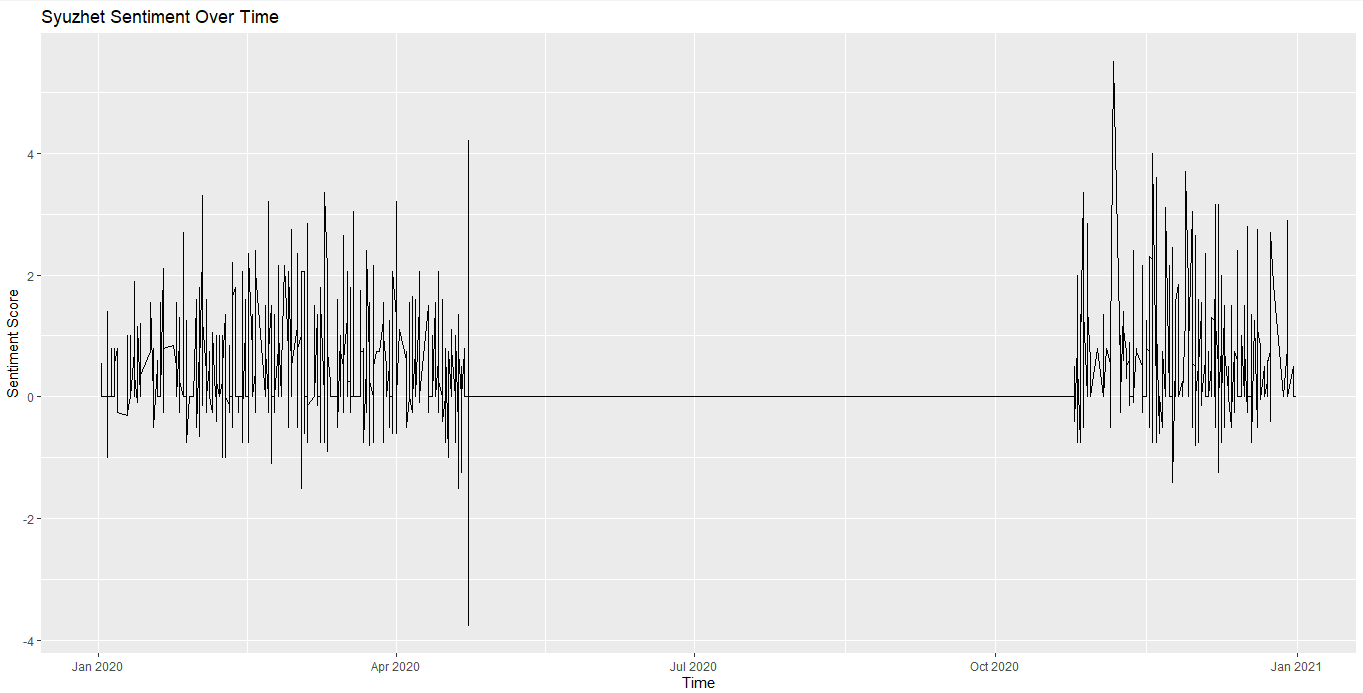 Syuzhet Sentiment Over Time
Sentiment Score
4
2
0
-2
-4
Jan 2020
Apr 2020
Jul 2020
Oct 2020
Jan 2021
Time